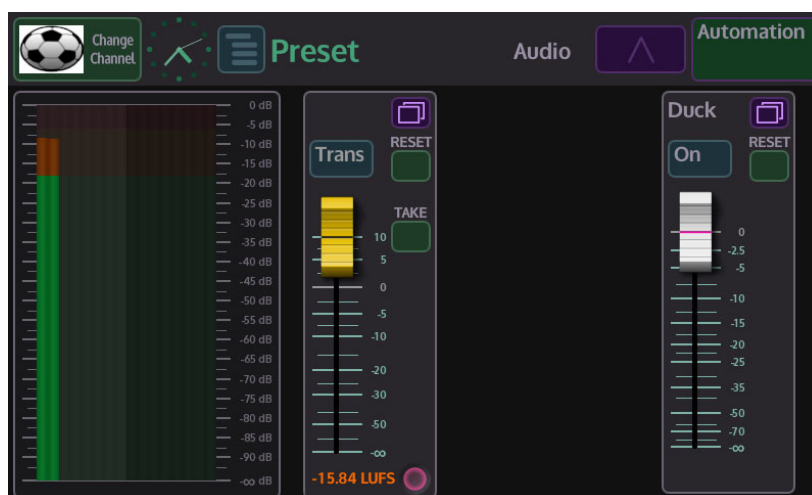 Change
Channel
Preset
Audio
Automation
0 dB
-5 dB
-10 dB
-15 dB
-20 dB
-25 dB
-30 dB
-35 dB
-40 dB
-45 dB
-50 dB
-55 dB
-60 dB
-65 dB
-70 dB
-75 dB
-80 dB
-85 dB
-90 dB
-∞ dB
Trans
RESET
TAKE
10
5
0
-5
-10
-20
-30
-50
-∞
-15.84 LUFS
Duck
On
RESET
0
-2.5
-5
-10
-15
-20
-25
-35
-50
-70
-∞